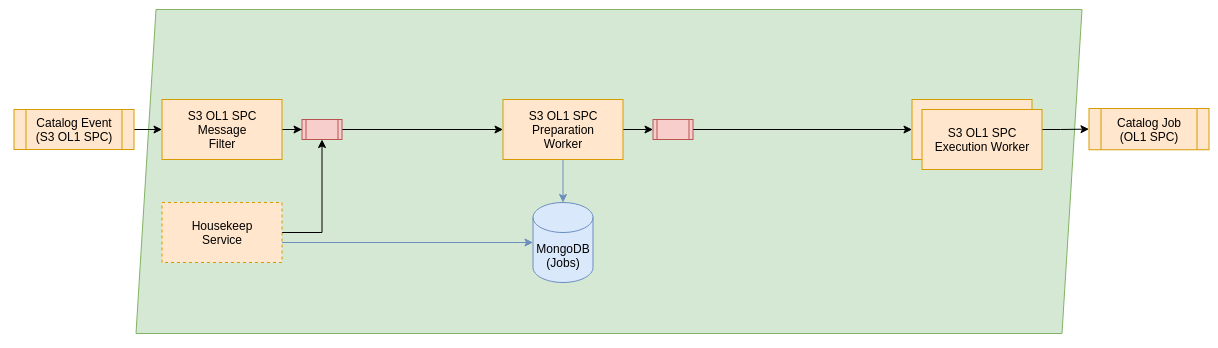 Catalog Event
(S3 OL1 SPC)
S3 OL1 SPC
Message
Filter
S3 OL1 SPC
Preparation
Worker
S3 OL1 SPC
Execution Worker
Catalog Job
(OL1 SPC)
Housekeep
Service
MongoDB
(Jobs)